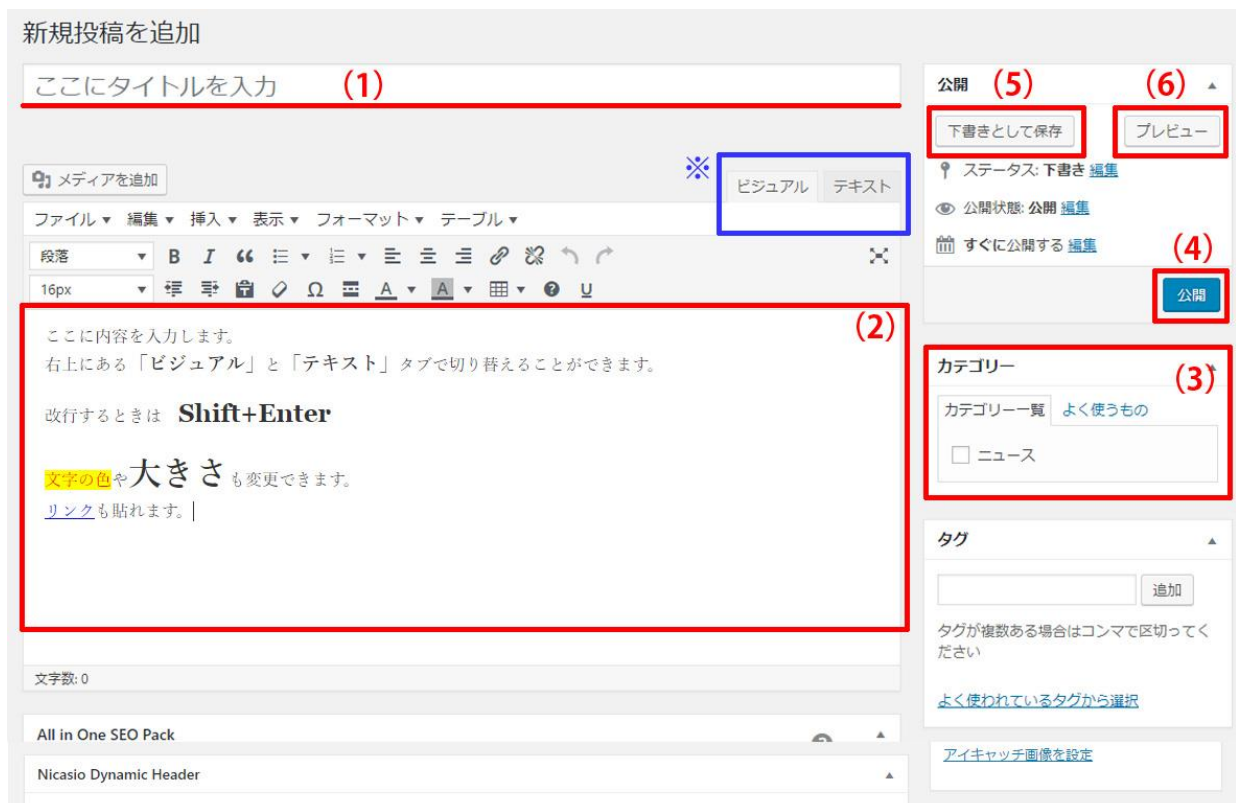 新規投稿を追加
ここにタイトルを入力 (1)
※
メディアを追加
ビジュアル テキスト
ファイル 編集 挿入 表示 フォーマット テーブル
段落
16px
(2)
ここに内容を入力します。
右上にある「ビジュアル」と「テキスト」タブで切り替えることができます。
改行するときは Shift+Enter
文字の色や大きさも変更できます。
リンクも貼れます。
文字数: 0
All in One SEO Pack
Nicasio Dynamic Header
公開 (5) (6)
下書きとして保存 プレビュー
ステータス: 下書き 編集
公開状態: 公開 編集
すぐに公開する 編集
(4)
公開
カテゴリー
(3)
カテゴリー一覧 よく使うもの
ニュース
タグ
追加
タグが複数ある場合はコンマで区切ってく
ださい
よく使われているタグから選択
アイキャッチ画像を設定